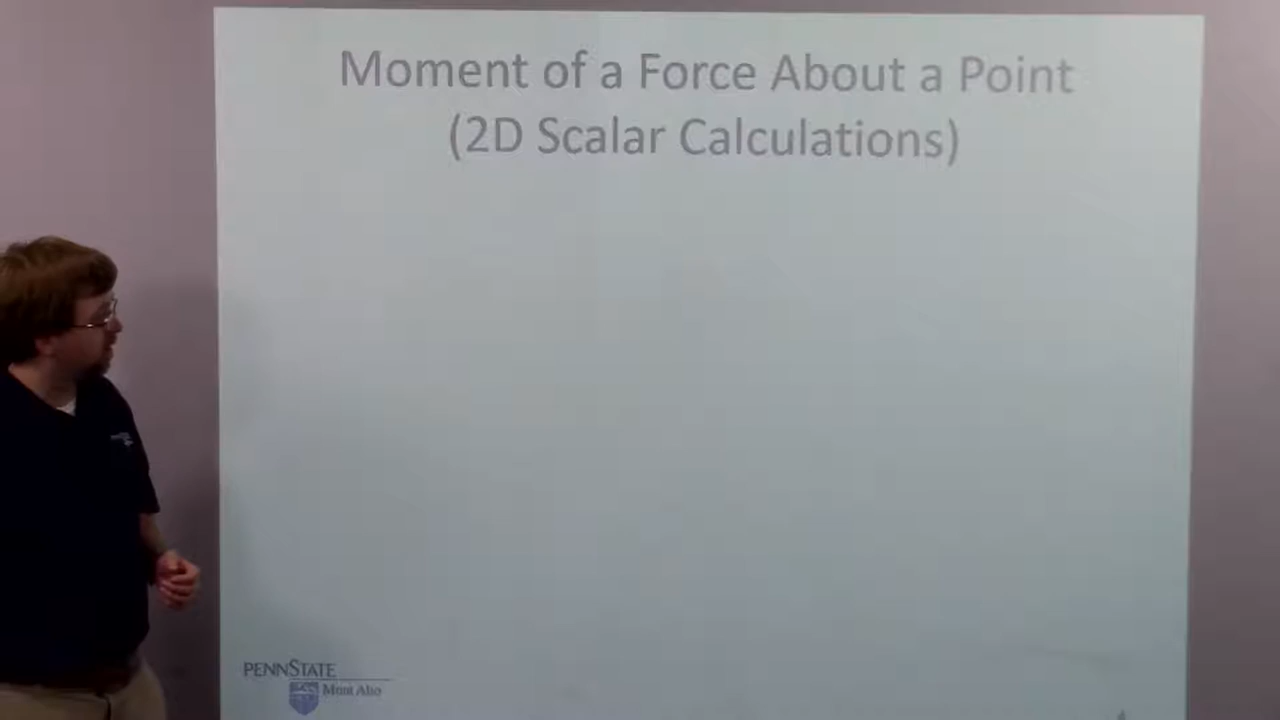 Moment of a Force About a Point
(2D Scalar Calculations)
PENNSTATE
Mont Alto